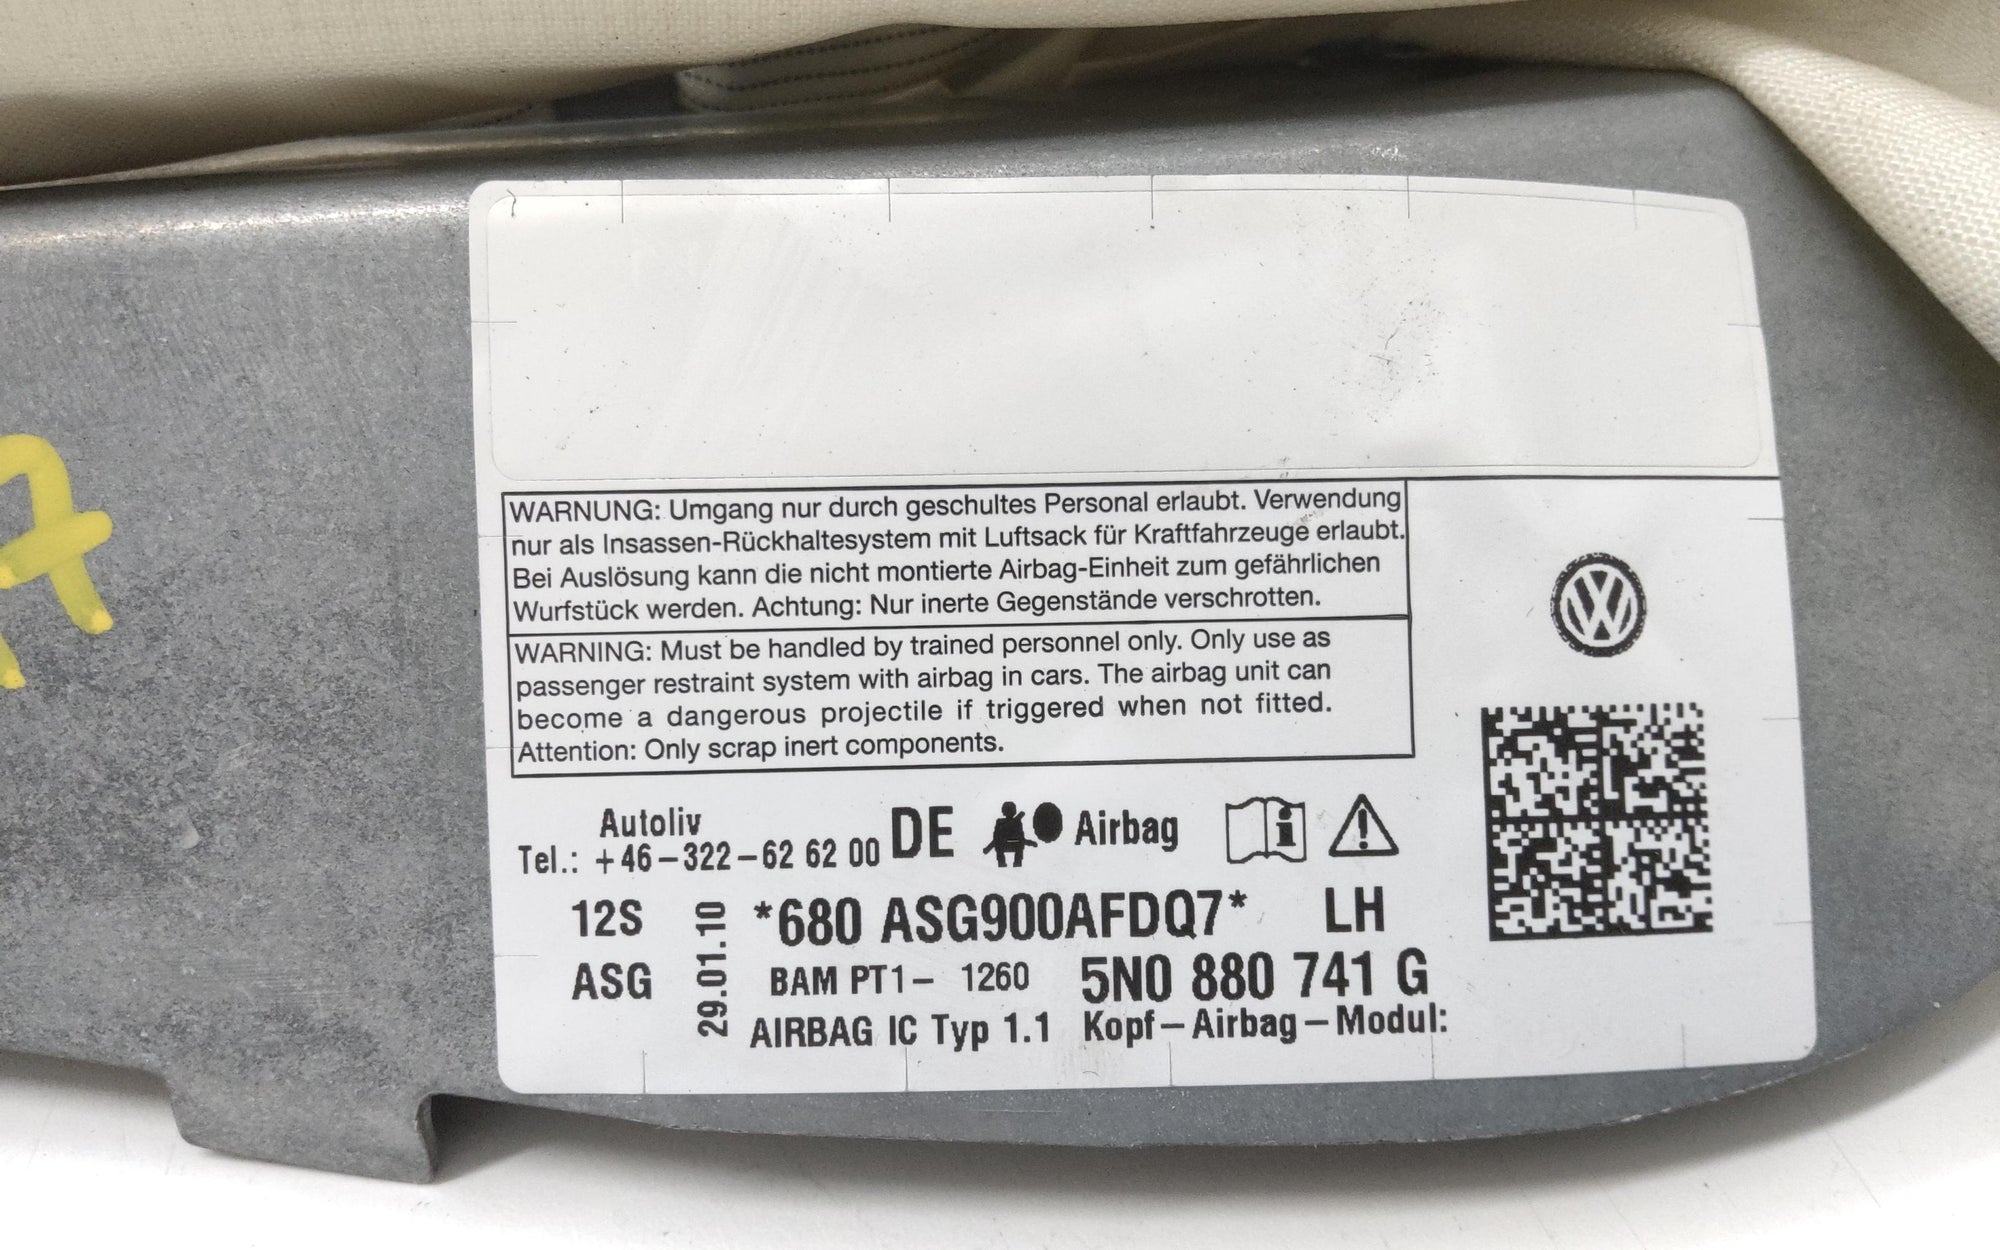 WARNUNG: Umgang nur durch geschultes Personal erlaubt. Verwendung
nur als Insassen-Rückhaltesystem mit Luftsack für Kraftfahrzeuge erlaubt.
Bei Auslösung kann die nicht montierte Airbag-Einheit zum gefährlichen
Wurfstück werden. Achtung: Nur inerte Gegenstände verschrotten.
WARNING: Must be handled by trained personnel only. Only use as
passenger restraint system with airbag in cars. The airbag unit can
become a dangerous projectile if triggered when not fitted.
Attention: Only scrap inert components.
Autoliv
Tel.: +46-322-62 62 00 DE Airbag
12S *680 ASG900AFDQ7* LH
ASG 29.01.10 BAM PT1- 1260 5N0 880 741 G
AIRBAG IC Typ 1.1 Kopf-Airbag-Modul: